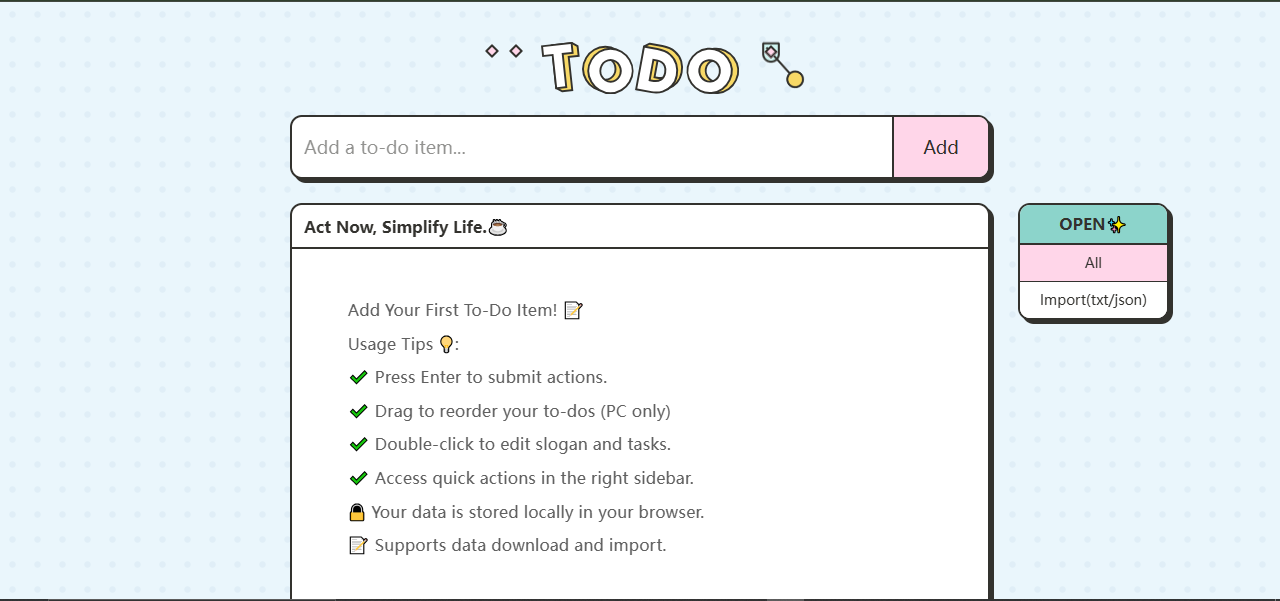 TODO
Add a to-do item...
Add
Act Now, Simplify Life.☕
OPEN✨
All
Import(txt/json)
Add Your First To-Do Item! 📝
Usage Tips 💡:
✔ Press Enter to submit actions.
✔ Drag to reorder your to-dos (PC only)
✔ Double-click to edit slogan and tasks.
✔ Access quick actions in the right sidebar.
🔒 Your data is stored locally in your browser.
📝 Supports data download and import.